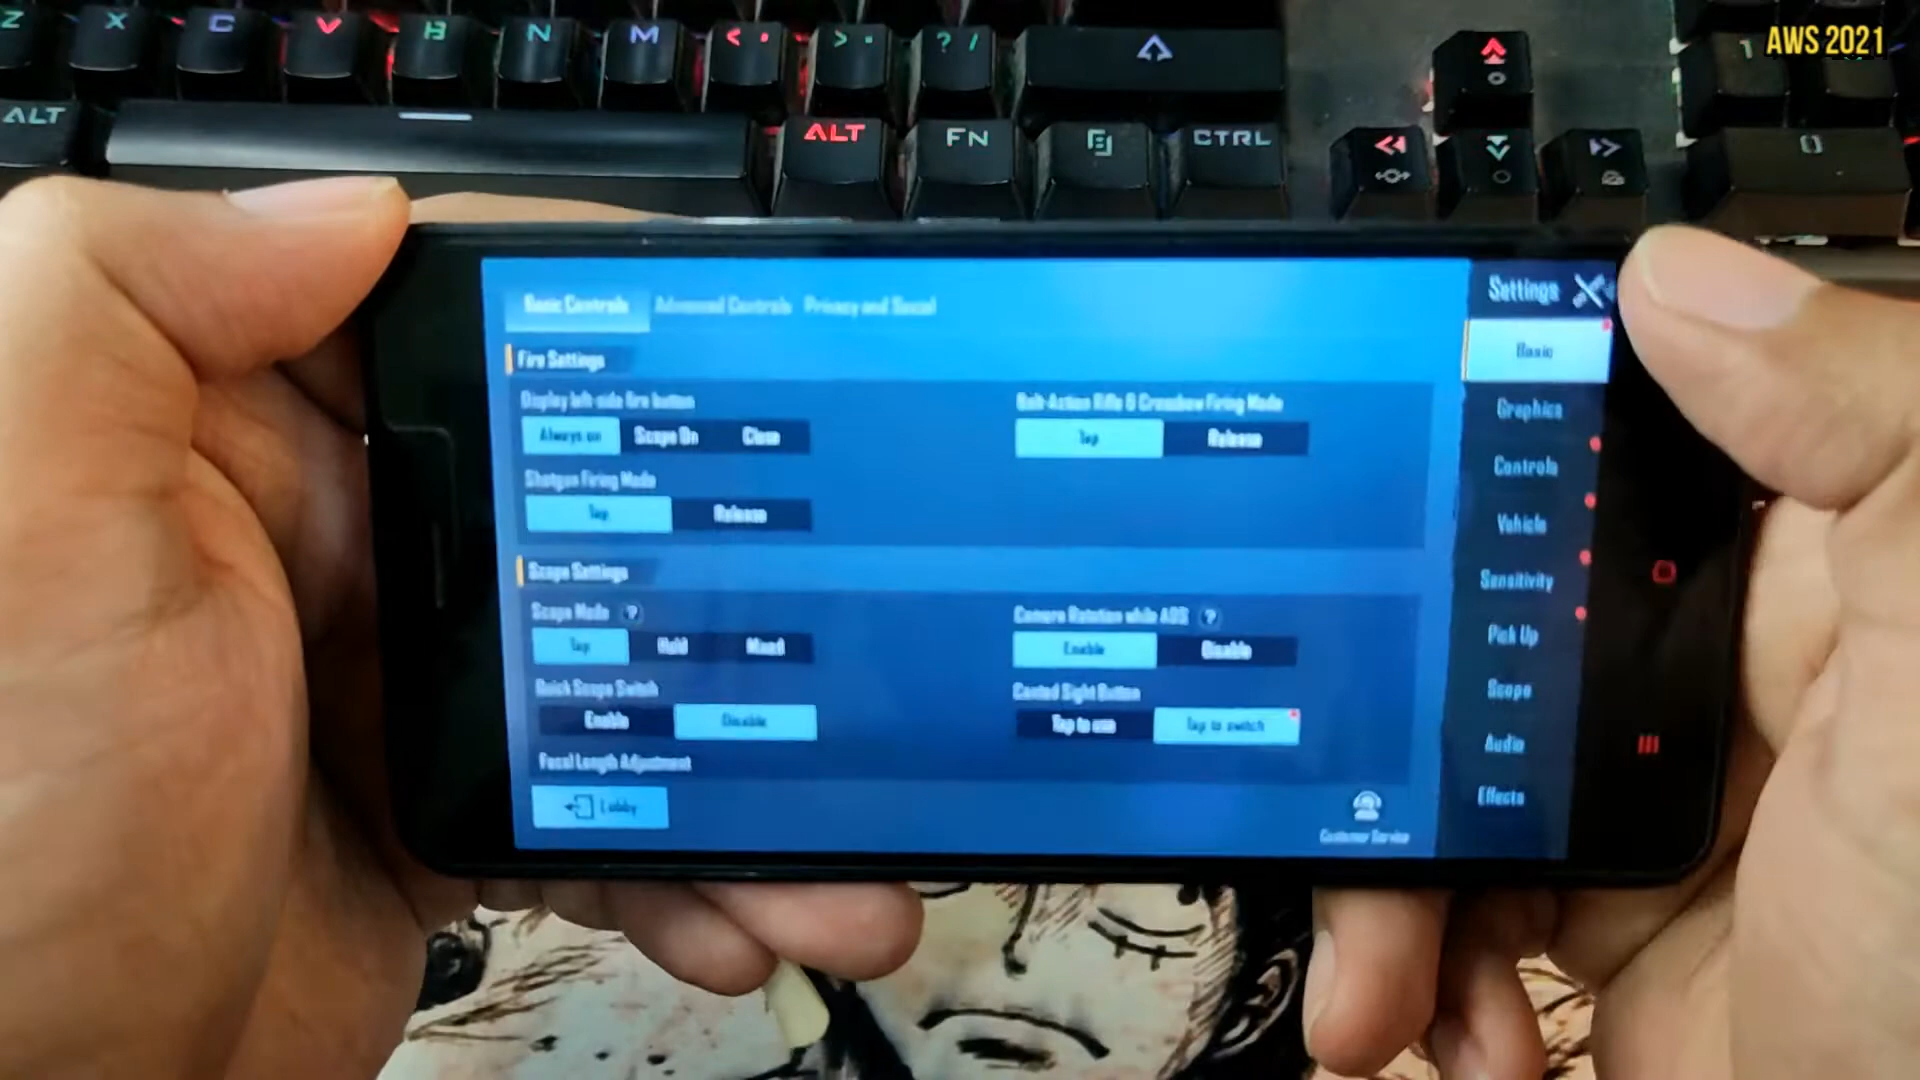 Z X C V B N M < , > . ? /
AWS 2021
ALT ALT FN CTRL
Settings
Basic Controls Advanced Controls Privacy and Social
Basic
Fire Settings
Display left-side fire button
Bolt-Action Rifle & Crossbow Firing Mode
Graphics
Always on Scope On Close
Tap Release
Controls
Shotgun Firing Mode
Tap Release
Vehicle
Scope Settings
Sensitivity
Scope Mode ?
Camera Rotation while ADS ?
Pick Up
Tap Hold Mixed
Enable Disable
Quick Scope Switch
Canted Sight Button
Scope
Enable Disable
Tap to use Tap to switch
Audio
Focal Length Adjustment
Lobby
Effects
Customer Service